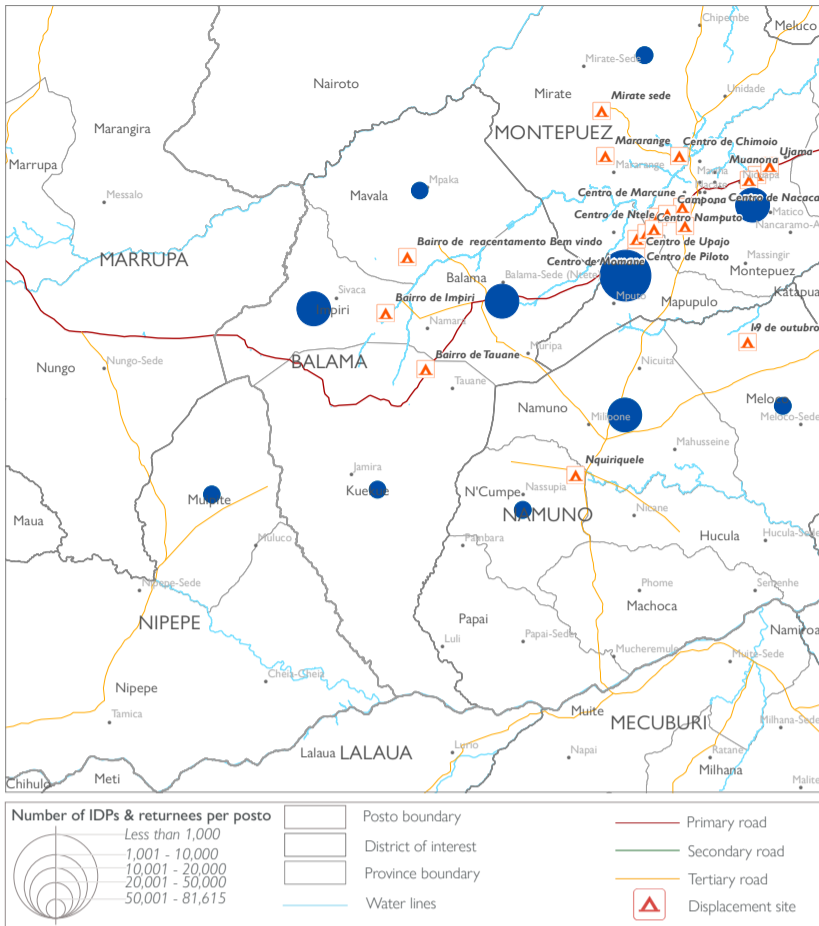 Chipembe
Meluco
Mirate-Sede
Nairoto
Mirate
Unidade
Mirate sede
Marangira
MONTEPUEZ
Mararange
Centro de Chimoio
Marrupa
Mararange
Muanona
Ujama
Mpaka
Messalo
Mavala
Centro de Marcune
Campona
Centro de Nacaca
Matico
Centro de Ntele
Centro Namputo
Nancaramo-A
Bairro de reacentamento Bem vindo
Centro de Upajo
MARRUPA
Centro de Momane
Centro de Piloto
Balama
Balama-Sede (Ntete)
Massingir
Montepuez
Sivaca
Katapua
Bairro de Impiri
Impiri
Mputo
Mapupulo
Namara
19 de outubro
Bairro de Tauane
Muripa
BALAMA
Nungo
Nungo-Sede
Nicuita
Tauane
Namuno
Meloco
Milipone
Meloco-Sede
Mahusseine
Nquiriquele
Jamira
Kuekue
N'Cumpe
Nassupia
Muipite
NAMUNO
Nicane
Maua
Hucula
Hucula-Sede
Muluco
Pambara
Nipepe-Sede
Phome
Semenhe
Machoca
NIPEPE
Papai
Luli
Papai-Sede
Namiroa
Mucheremule
Muite-Sede
Cheia-Cheia
Nipepe
Tamica
Muite
MECUBURI
Milhana-Sede
Lalaua
LALAUA
Lurio
Napai
Ratane
Milhana
Chihulo
Meti
Malite
Number of IDPs & returnees per posto
Less than 1,000
1,001 - 10,000
10,001 - 20,000
20,001 - 50,000
50,001 - 81,615
Posto boundary
District of interest
Province boundary
Water lines
Primary road
Secondary road
Tertiary road
Displacement site